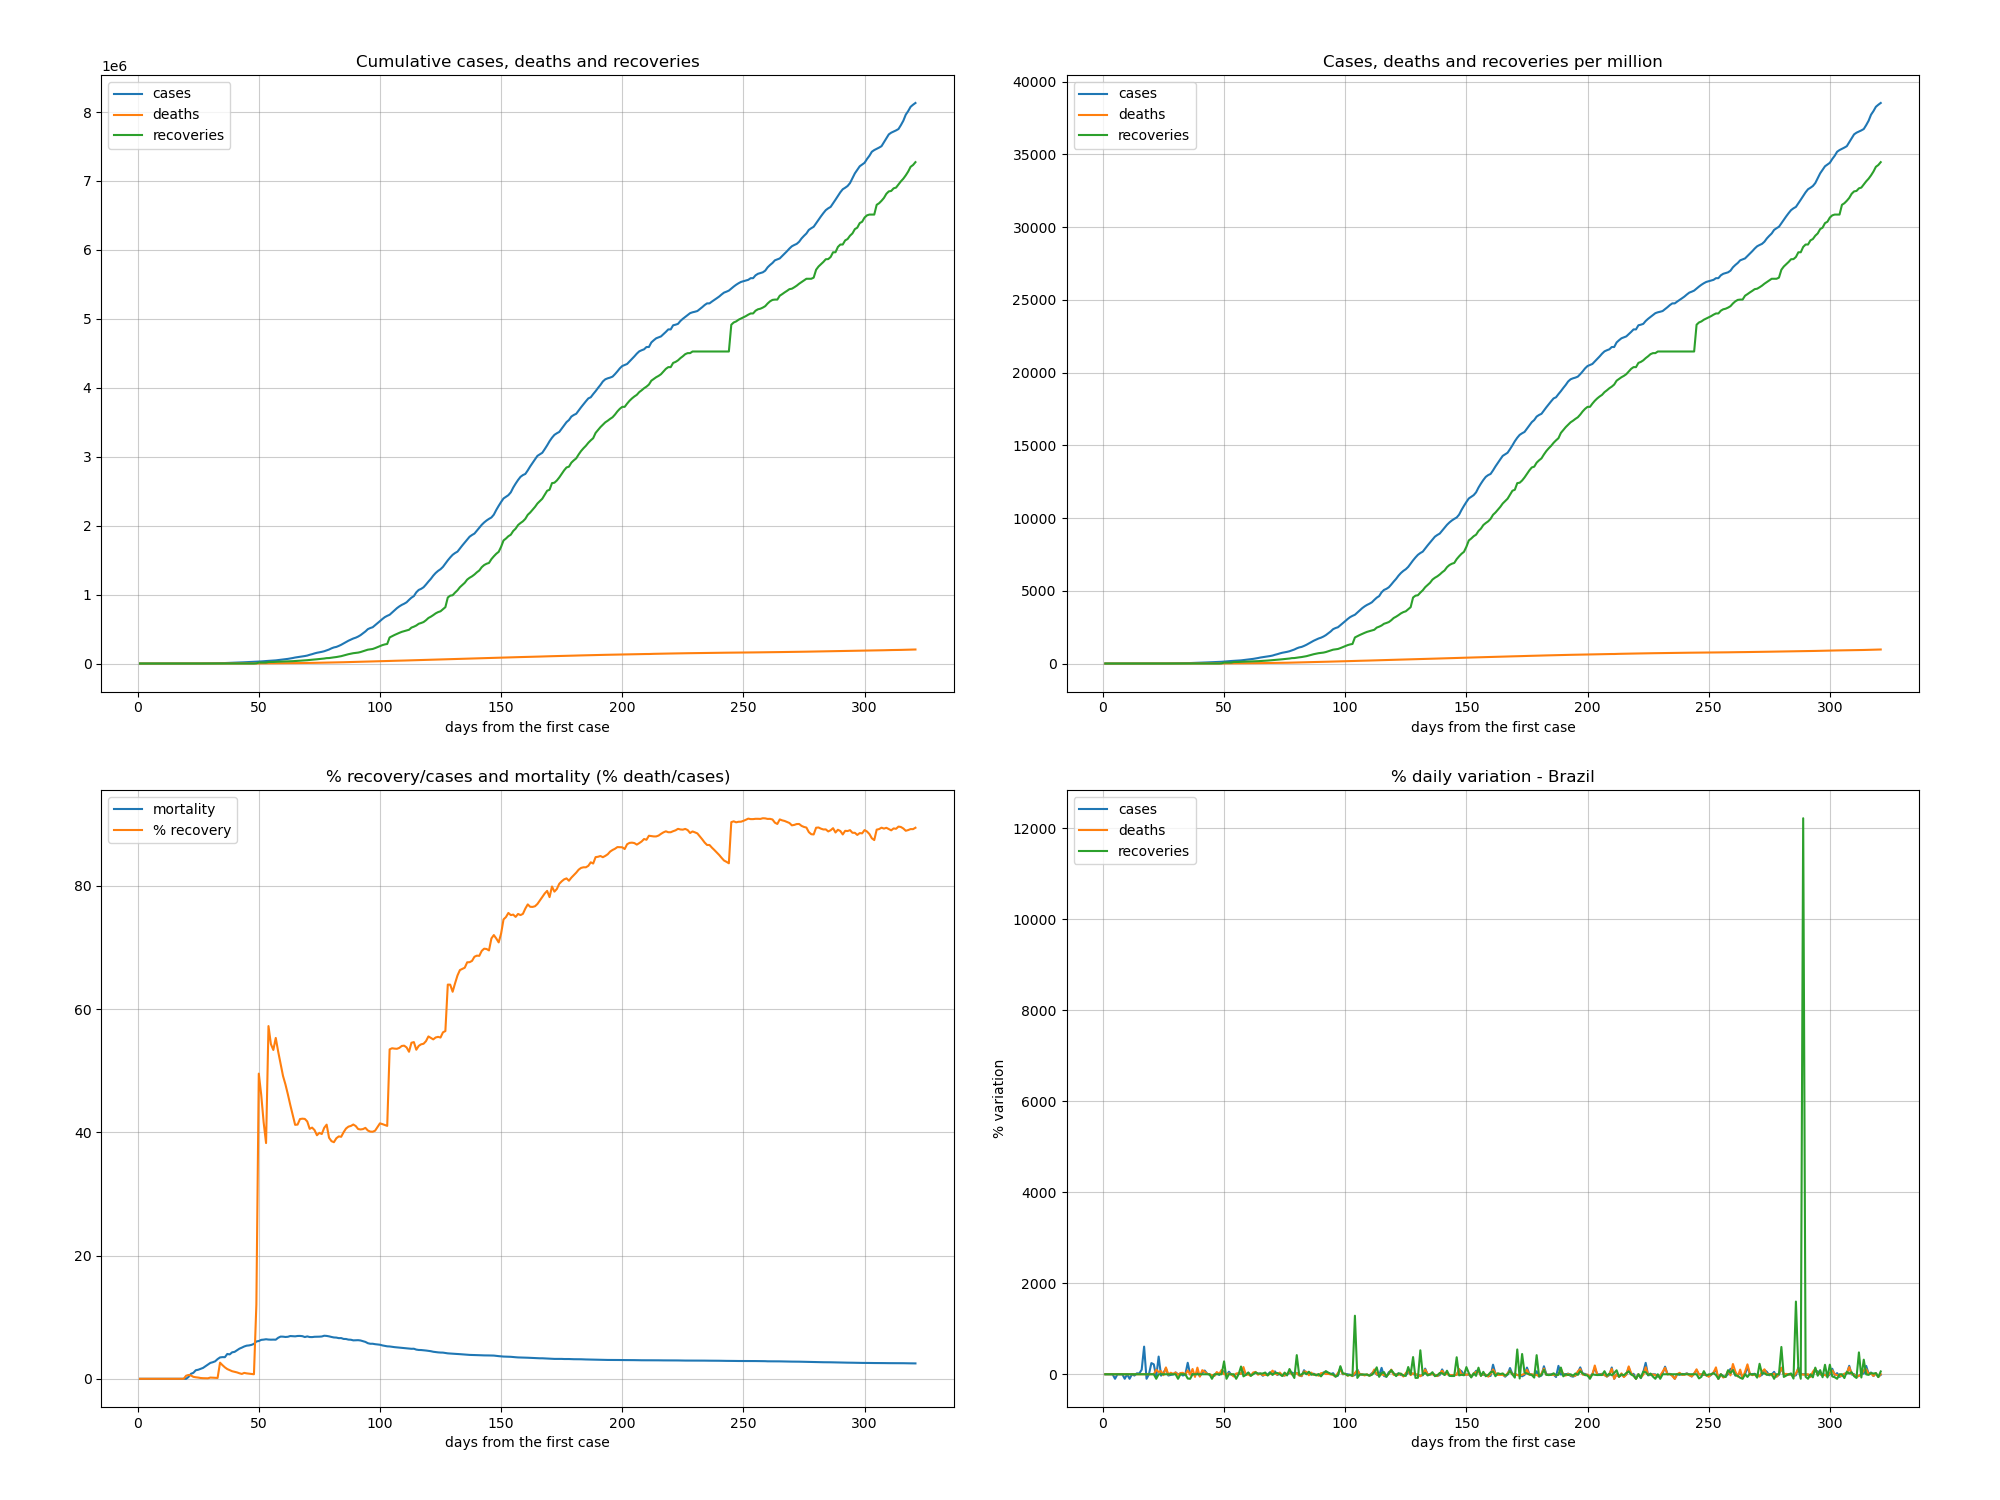 Cumulative cases, deaths and recoveries
1e6
cases
deaths
recoveries
8
7
6
5
4
3
2
1
0
0 50 100 150 200 250 300
days from the first case
Cases, deaths and recoveries per million
cases
deaths
recoveries
40000
35000
30000
25000
20000
15000
10000
5000
0
0 50 100 150 200 250 300
days from the first case
% recovery/cases and mortality (% death/cases)
mortality
% recovery
80
60
40
20
0
0 50 100 150 200 250 300
days from the first case
% daily variation - Brazil
cases
deaths
recoveries
% variation
12000
10000
8000
6000
4000
2000
0
0 50 100 150 200 250 300
days from the first case